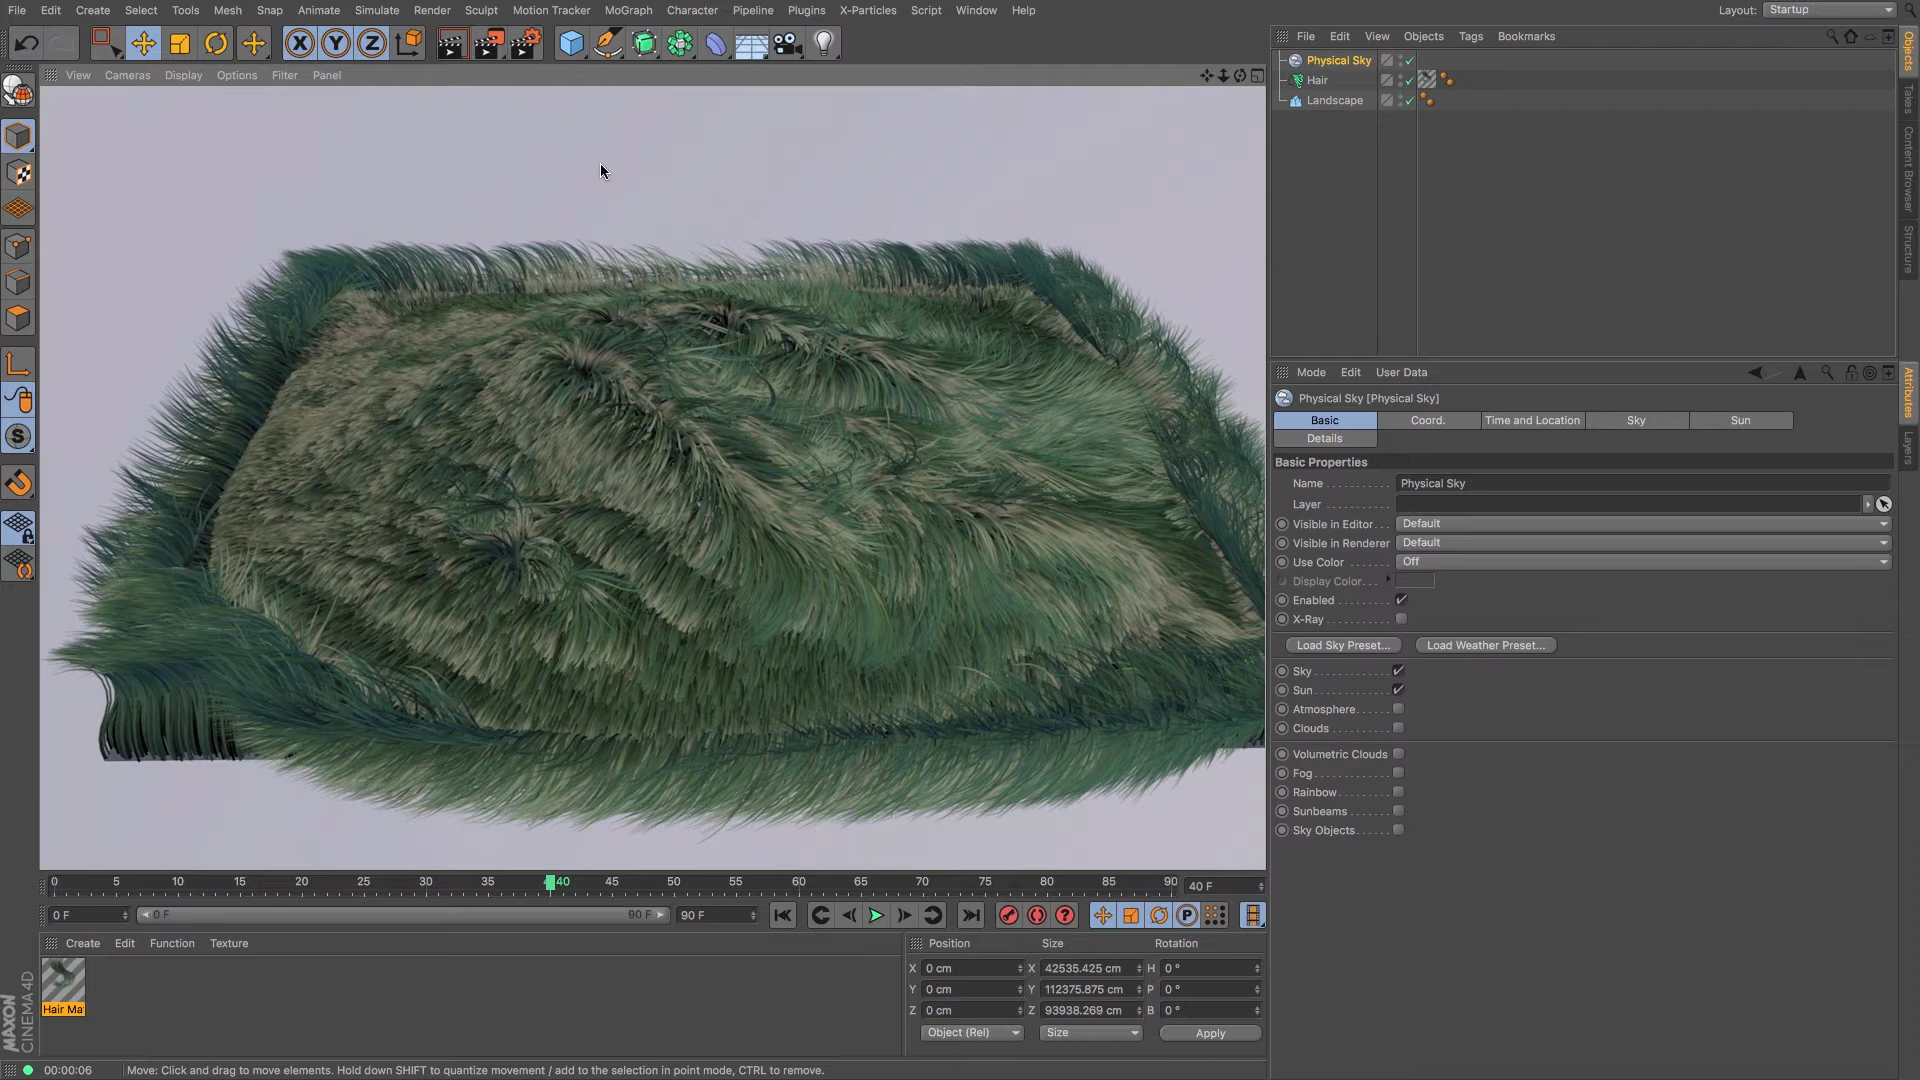 File Edit Create Select Tools Mesh Snap Animate Simulate Render Sculpt Motion Tracker MoGraph Character Pipeline Plugins X-Particles Script Window Help Layout: Startup
File Edit View Objects Tags Bookmarks
Physical Sky
Hair
Landscape
Objects
Takes
Content Browser
Structure
X Y Z
View Cameras Display Options Filter Panel
S
Mode Edit User Data
Physical Sky [Physical Sky]
Basic Coord. Time and Location Sky Sun
Details
Attributes
Layers
Basic Properties
Name Physical Sky
Layer
Visible in Editor Default
Visible in Renderer Default
Use Color Off
Display Color
Enabled
X-Ray
Load Sky Preset... Load Weather Preset...
Sky
Sun
Atmosphere
Clouds
Volumetric Clouds
Fog
Rainbow
Sunbeams
Sky Objects
0 5 10 15 20 25 30 35 40 45 50 55 60 65 70 75 80 85 90 40 F
0 F 0 F 90 F 90 F P
Create Edit Function Texture
Hair Ma
Position Size Rotation
X 0 cm X 42535.425 cm H 0 °
Y 0 cm Y 112375.875 cm P 0 °
Z 0 cm Z 93938.269 cm B 0 °
Object (Rel) Size Apply
MAXON
CINEMA 4D
00:00:06 Move: Click and drag to move elements. Hold down SHIFT to quantize movement / add to the selection in point mode, CTRL to remove.